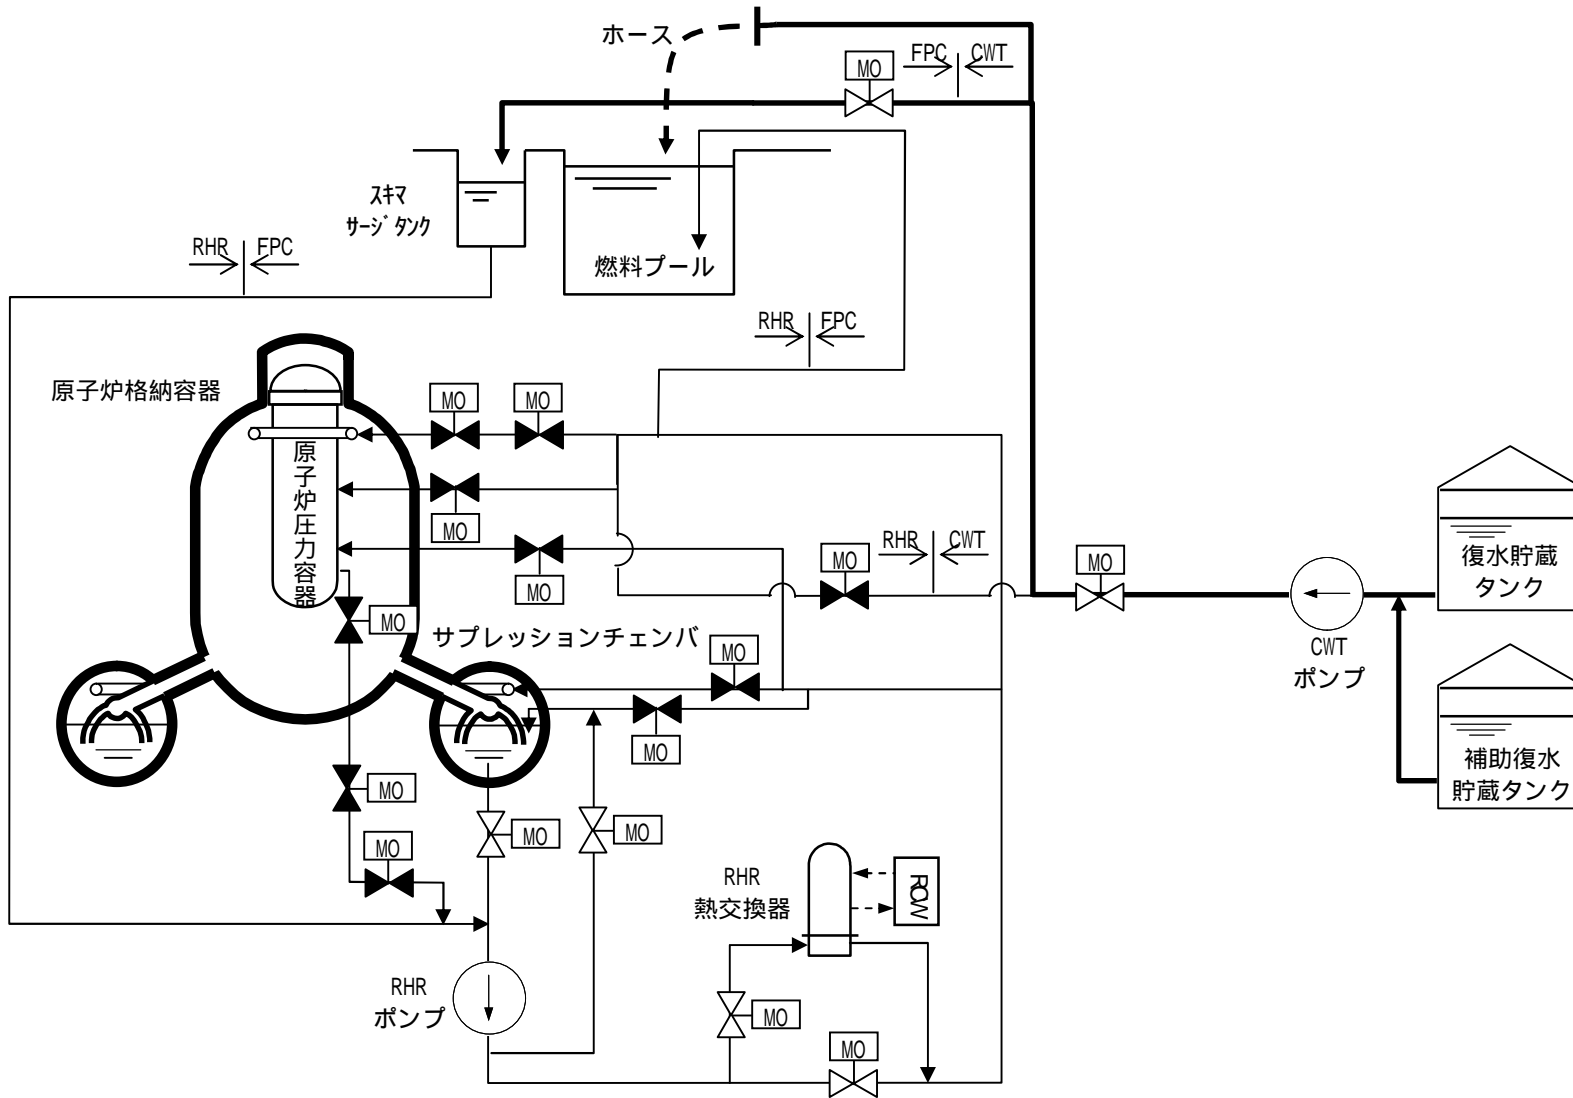 ホース
MO
FPC
CWT
スキマ
サージタンク
燃料プール
RHR
FPC
RHR
FPC
原子炉格納容器
MO
MO
原子炉圧力容器
MO
MO
MO
RHR
CWT
MO
MO
復水貯蔵
タンク
CWT
ポンプ
サプレッションチェンバ
MO
MO
補助復水
貯蔵タンク
MO
MO
MO
MO
RHR
熱交換器
RCW
RHR
ポンプ
MO
MO